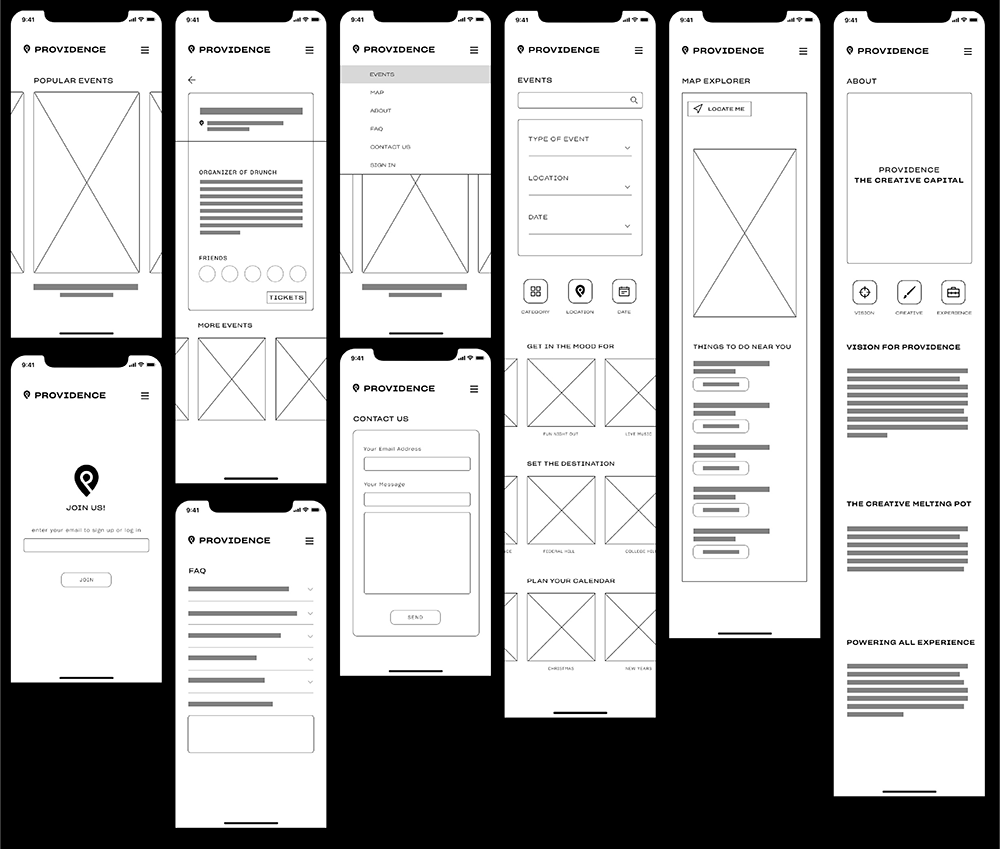 9:41
PROVIDENCE
POPULAR EVENTS
9:41
PROVIDENCE
JOIN US!
enter your email to sign up or log in
JOIN
9:41
PROVIDENCE
ORGANIZER OF DRUNCH
FRIENDS
TICKETS
MORE EVENTS
9:41
PROVIDENCE
FAQ
9:41
PROVIDENCE
EVENTS
MAP
ABOUT
FAQ
CONTACT US
SIGN IN
9:41
PROVIDENCE
CONTACT US
Your Email Address
Your Message
SEND
9:41
PROVIDENCE
EVENTS
TYPE OF EVENT
LOCATION
DATE
CATEGORY LOCATION DATE
GET IN THE MOOD FOR
FUN NIGHT OUT LIVE MUSIC
SET THE DESTINATION
NCE FEDERAL HILL COLLEGE HIL
PLAN YOUR CALENDAR
CHRISTMAS NEW YEARS
9:41
PROVIDENCE
MAP EXPLORER
LOCATE ME
THINGS TO DO NEAR YOU
9:41
PROVIDENCE
ABOUT
PROVIDENCE
THE CREATIVE CAPITAL
VISION CREATIVE EXPERIENCE
VISION FOR PROVIDENCE
THE CREATIVE MELTING POT
POWERING ALL EXPERIENCE